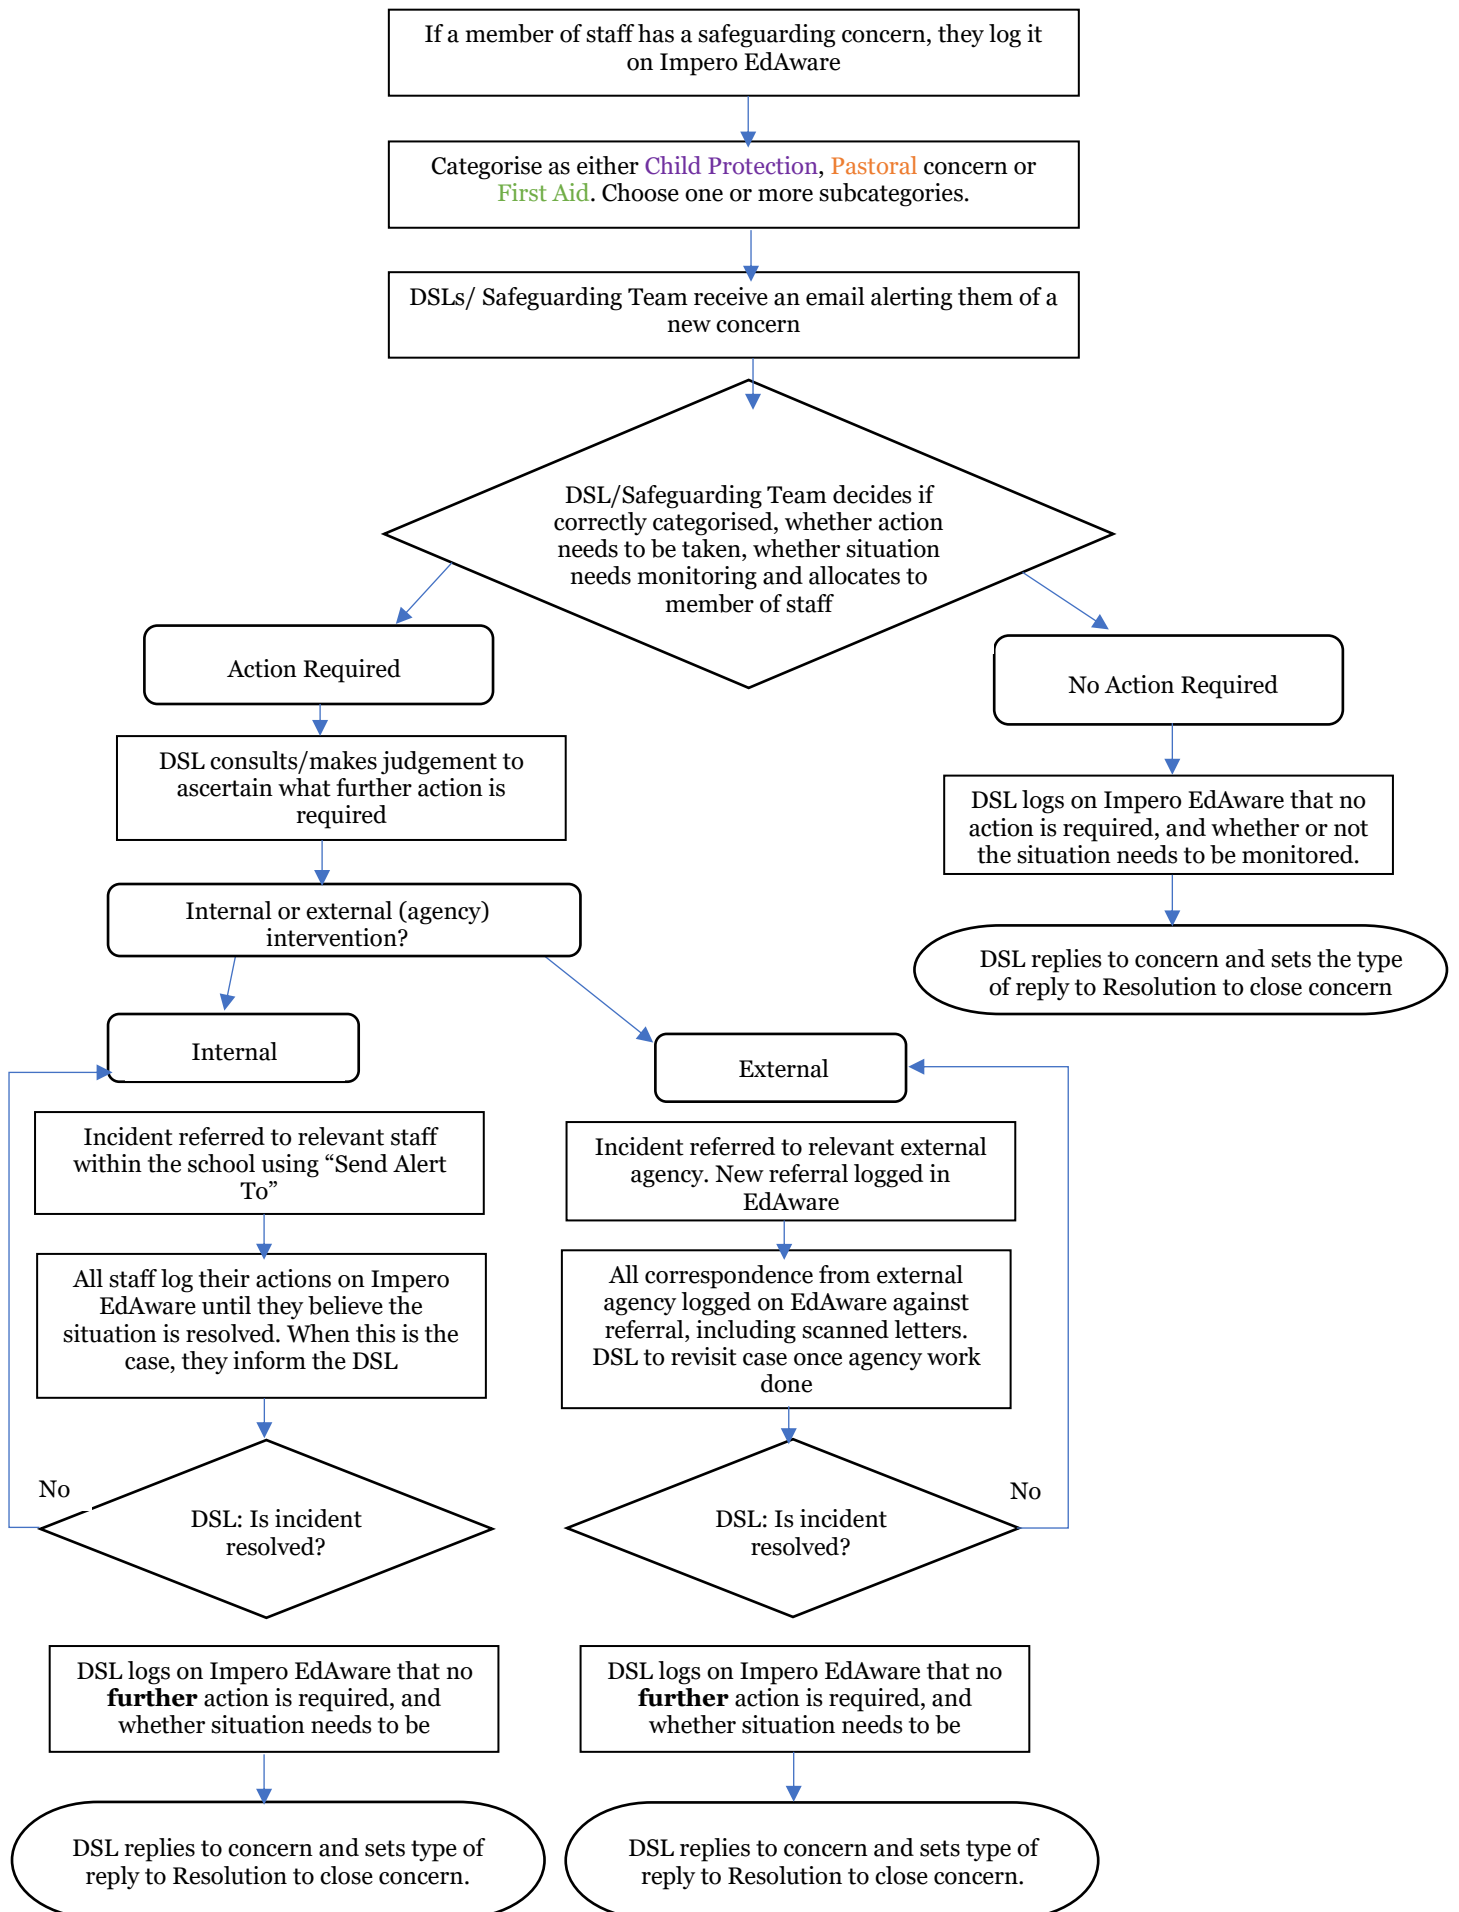 If a member of staff has a safeguarding concern, they log it
on Impero EdAware
Categorise as either Child Protection, Pastoral concern or
First Aid. Choose one or more subcategories.
DSLs/ Safeguarding Team receive an email alerting them of a
new concern
DSL/Safeguarding Team decides if
correctly categorised, whether action
needs to be taken, whether situation
needs monitoring and allocates to
member of staff
Action Required
No Action Required
DSL consults/makes judgement to
ascertain what further action is
required
DSL logs on Impero EdAware that no
action is required, and whether or not
the situation needs to be monitored.
Internal or external (agency)
intervention?
DSL replies to concern and sets the type
of reply to Resolution to close concern
Internal
External
Incident referred to relevant staff
within the school using “Send Alert
To”
Incident referred to relevant external
agency. New referral logged in
EdAware
All staff log their actions on Impero
EdAware until they believe the
situation is resolved. When this is the
case, they inform the DSL
All correspondence from external
agency logged on EdAware against
referral, including scanned letters.
DSL to revisit case once agency work
done
No
DSL: Is incident
resolved?
No
DSL: Is incident
resolved?
DSL logs on Impero EdAware that no
further action is required, and
whether situation needs to be
DSL logs on Impero EdAware that no
further action is required, and
whether situation needs to be
DSL replies to concern and sets type of
reply to Resolution to close concern.
DSL replies to concern and sets type of
reply to Resolution to close concern.